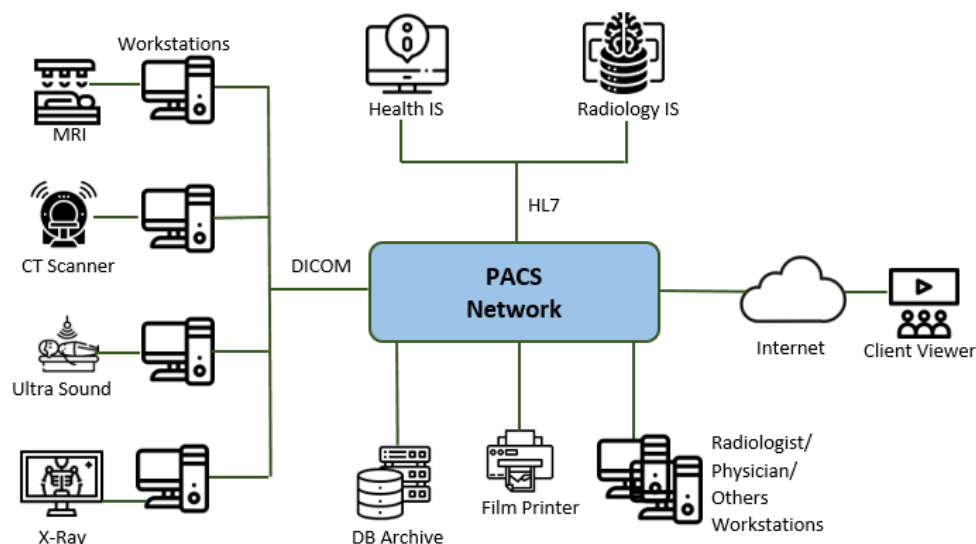 Workstations
MRI
CT Scanner
Ultra Sound
X-Ray
Health IS
Radiology IS
HL7
DICOM
PACS
Network
Internet
Client Viewer
DB Archive
Film Printer
Radiologist/
Physician/
Others
Workstations